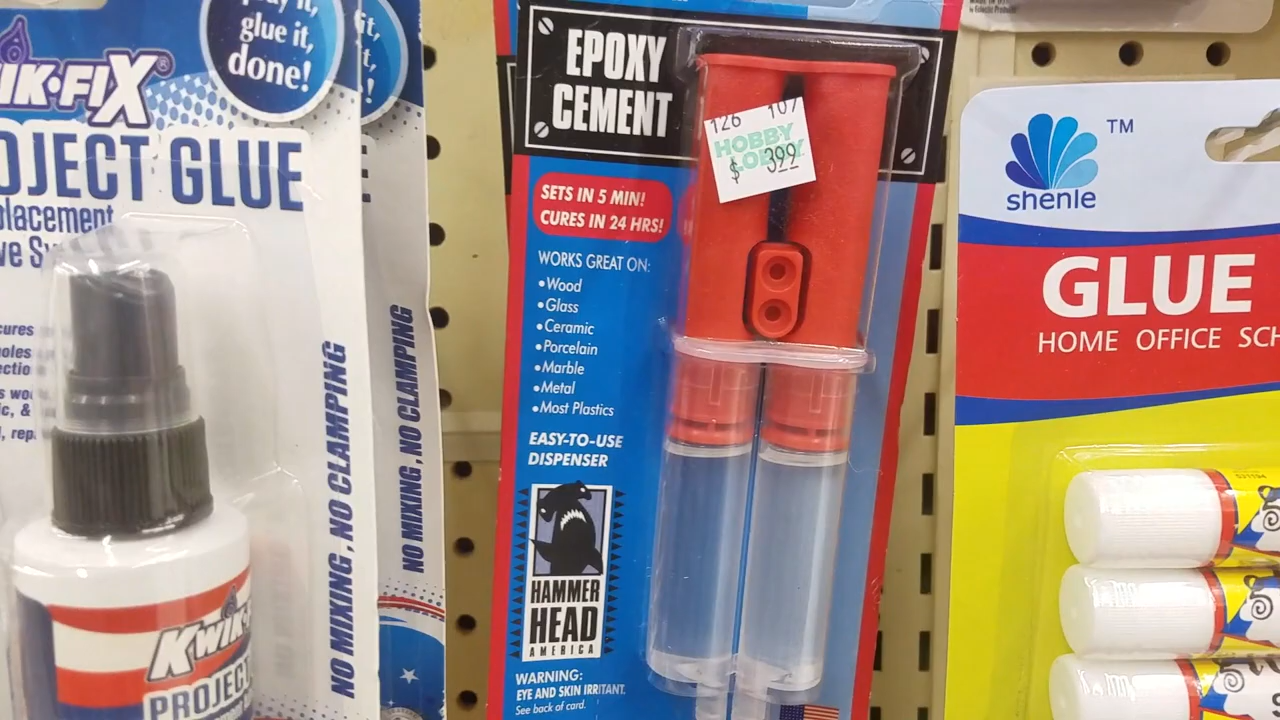 glue it,
done!
FIX®
PROJECT GLUE
NO MIXING, NO CLAMPING
NO MIXING, NO CLAMPING
KWIK
PROJECT
EPOXY
CEMENT
126 107
HOBBY
LOBBY
$ 3.99
SETS IN 5 MIN!
CURES IN 24 HRS!
WORKS GREAT ON:
•Wood
•Glass
•Ceramic
•Porcelain
•Marble
•Metal
•Most Plastics
EASY-TO-USE
DISPENSER
HAMMER
HEAD
AMERICA
WARNING:
EYE AND SKIN IRRITANT.
See back of card.
TM
shenle
GLUE
HOME OFFICE SCH